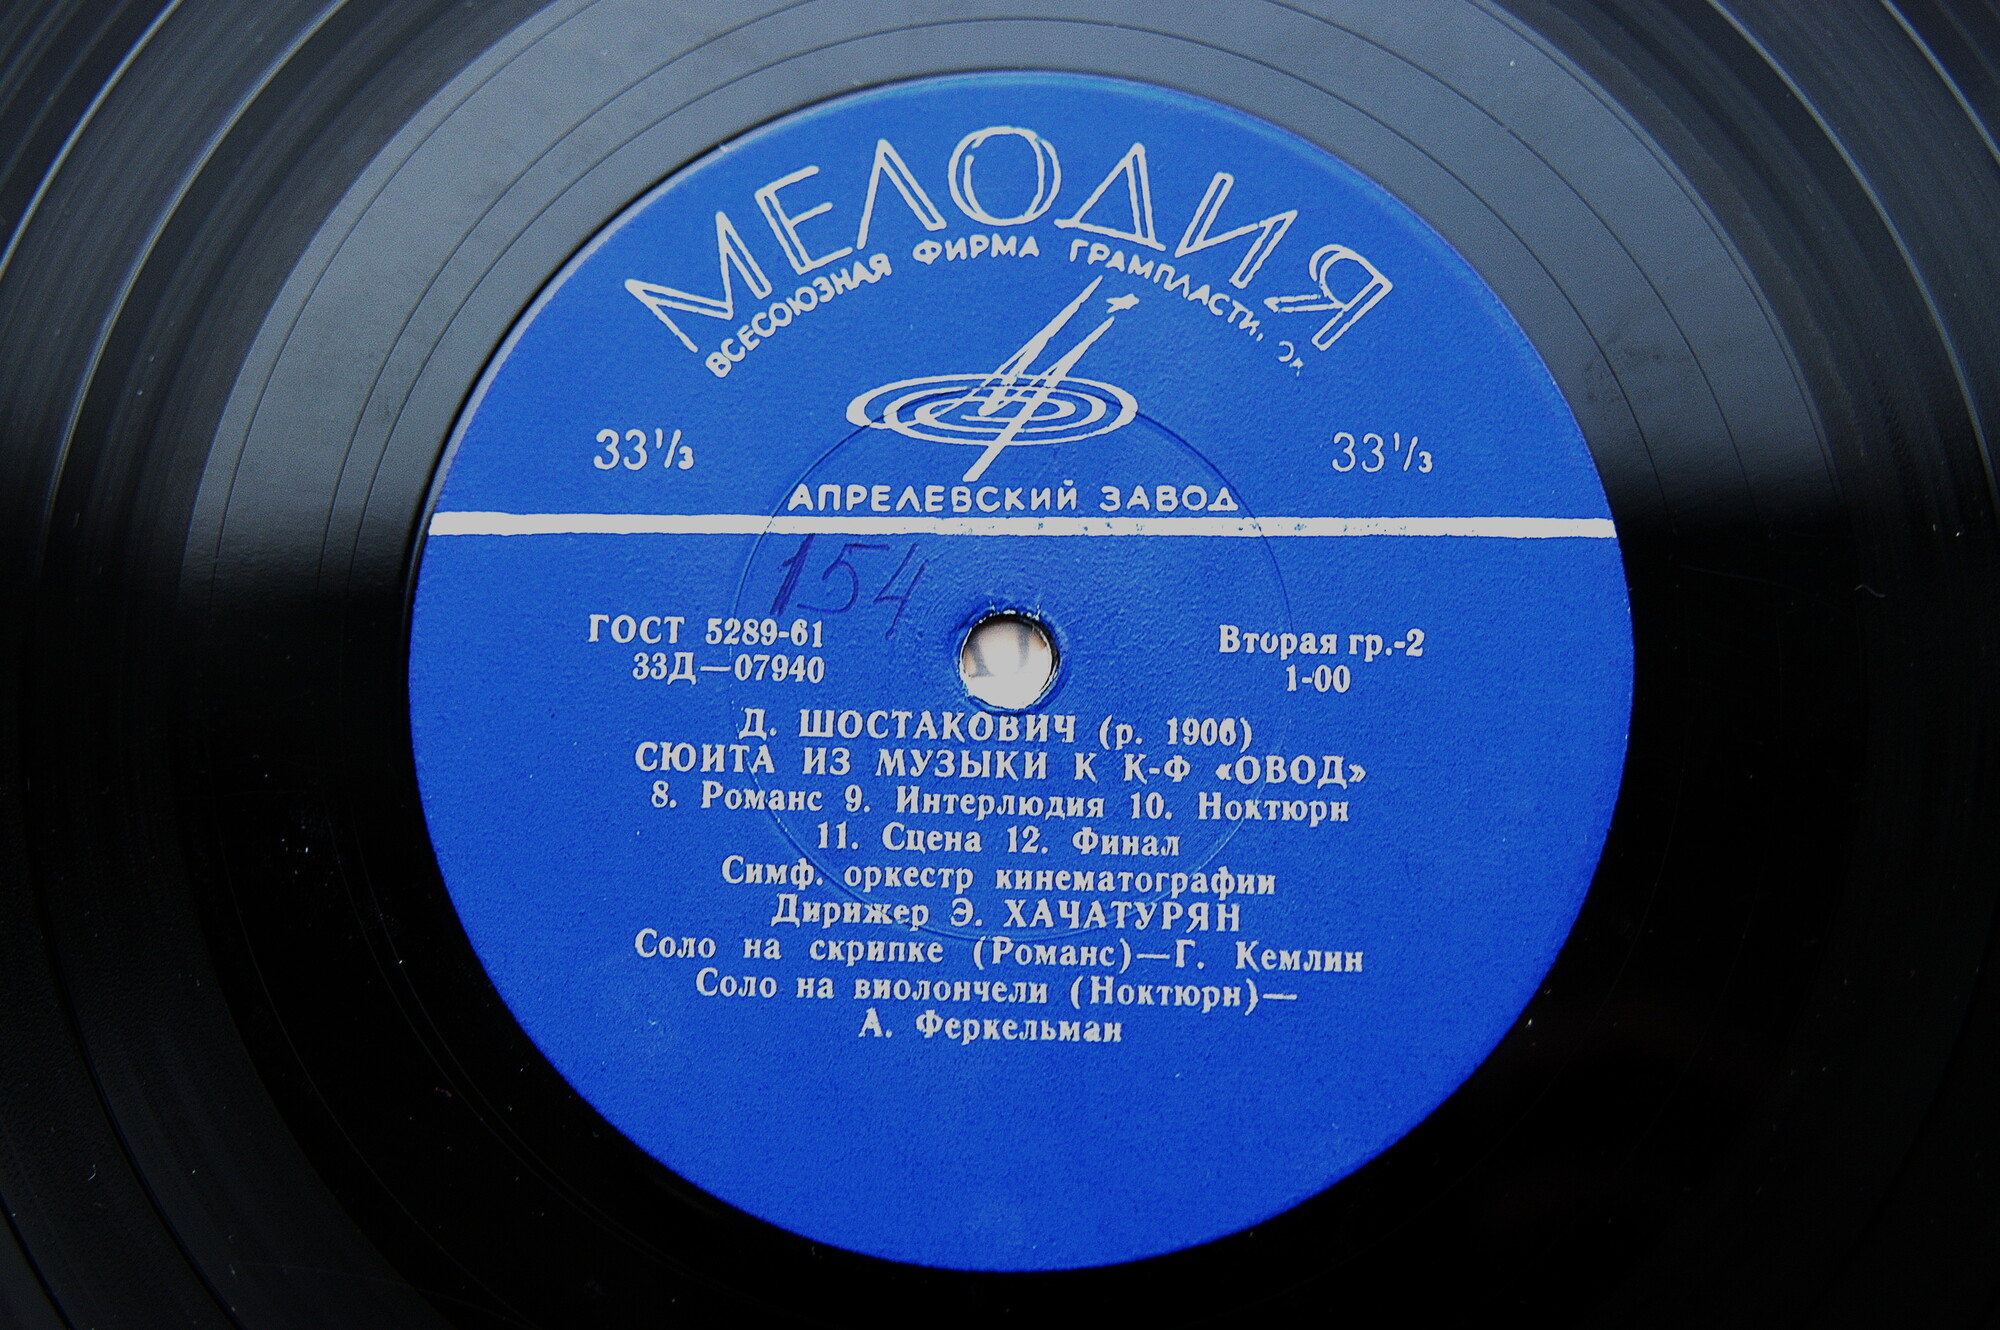 МЕЛОДИЯ
ВСЕСОЮЗНАЯ ФИРМА
33⅓ 33⅓
АПРЕЛЕВСКИЙ ЗАВОД
154
ГОСТ 5289-61 Вторая гр.-2
33Д—07940 1-00
Д. ШОСТАКОВИЧ (р. 1906)
СЮИТА ИЗ МУЗЫКИ К К-Ф «ОВОД»
8. Романс 9. Интерлюдия 10. Ноктюрн
11. Сцена 12. Финал
Симф. оркестр кинематографии
Дирижер Э. ХАЧАТУРЯН
Соло на скрипке (Романс)—Г. Кемлин
Соло на виолончели (Ноктюрн)—
А. Феркельман